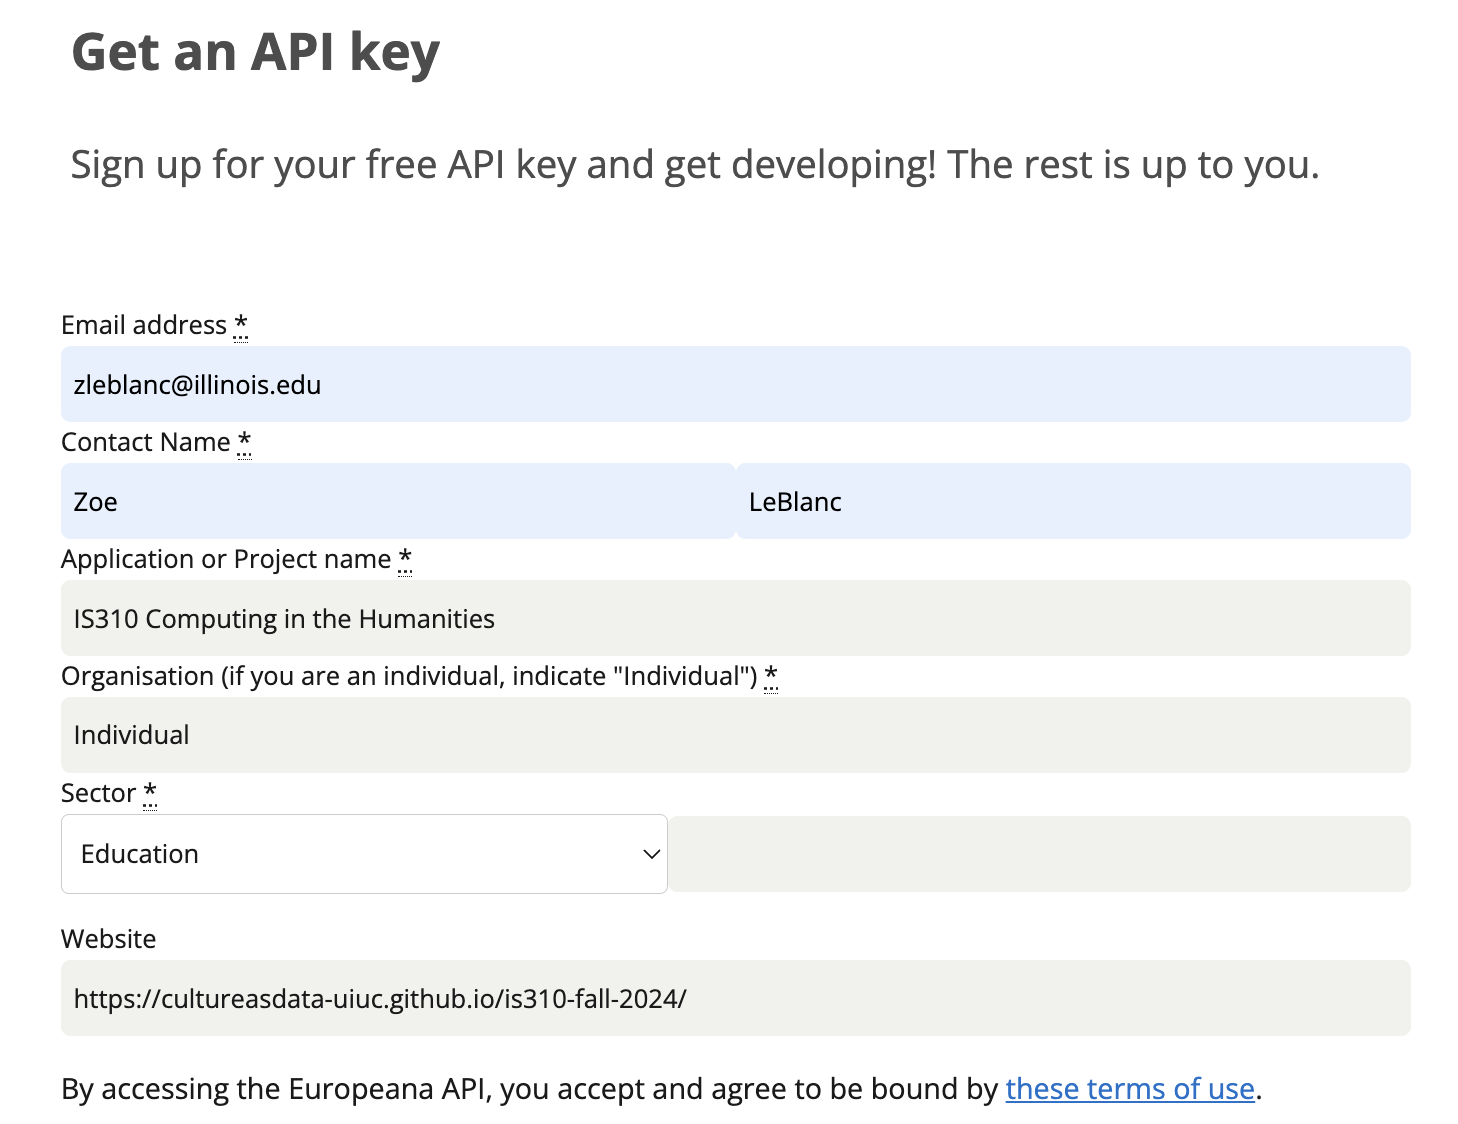 Get an API key
Sign up for your free API key and get developing! The rest is up to you.
Email address *
zleblanc@illinois.edu
Contact Name *
Zoe LeBlanc
Application or Project name *
IS310 Computing in the Humanities
Organisation (if you are an individual, indicate "Individual") *
Individual
Sector *
Education
Website
https://cultureasdata-uiuc.github.io/is310-fall-2024/
By accessing the Europeana API, you accept and agree to be bound by these terms of use.